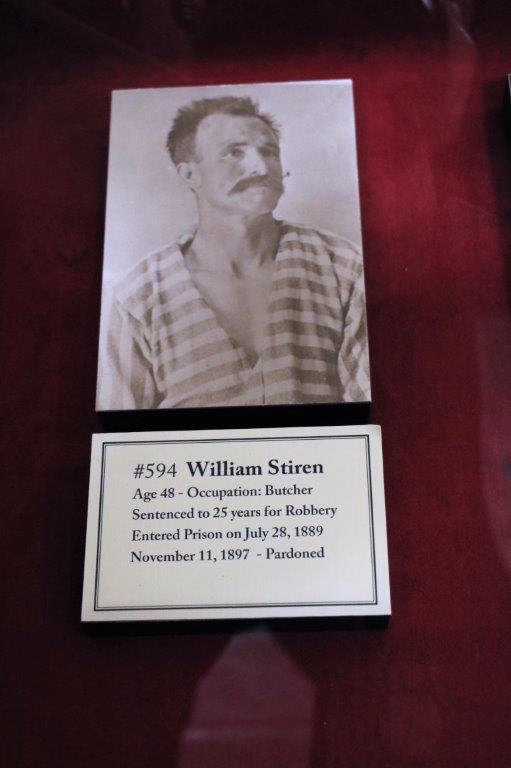 #594 William Stiren
Age 48 - Occupation: Butcher
Sentenced to 25 years for Robbery
Entered Prison on July 28, 1889
November 11, 1897 - Pardoned